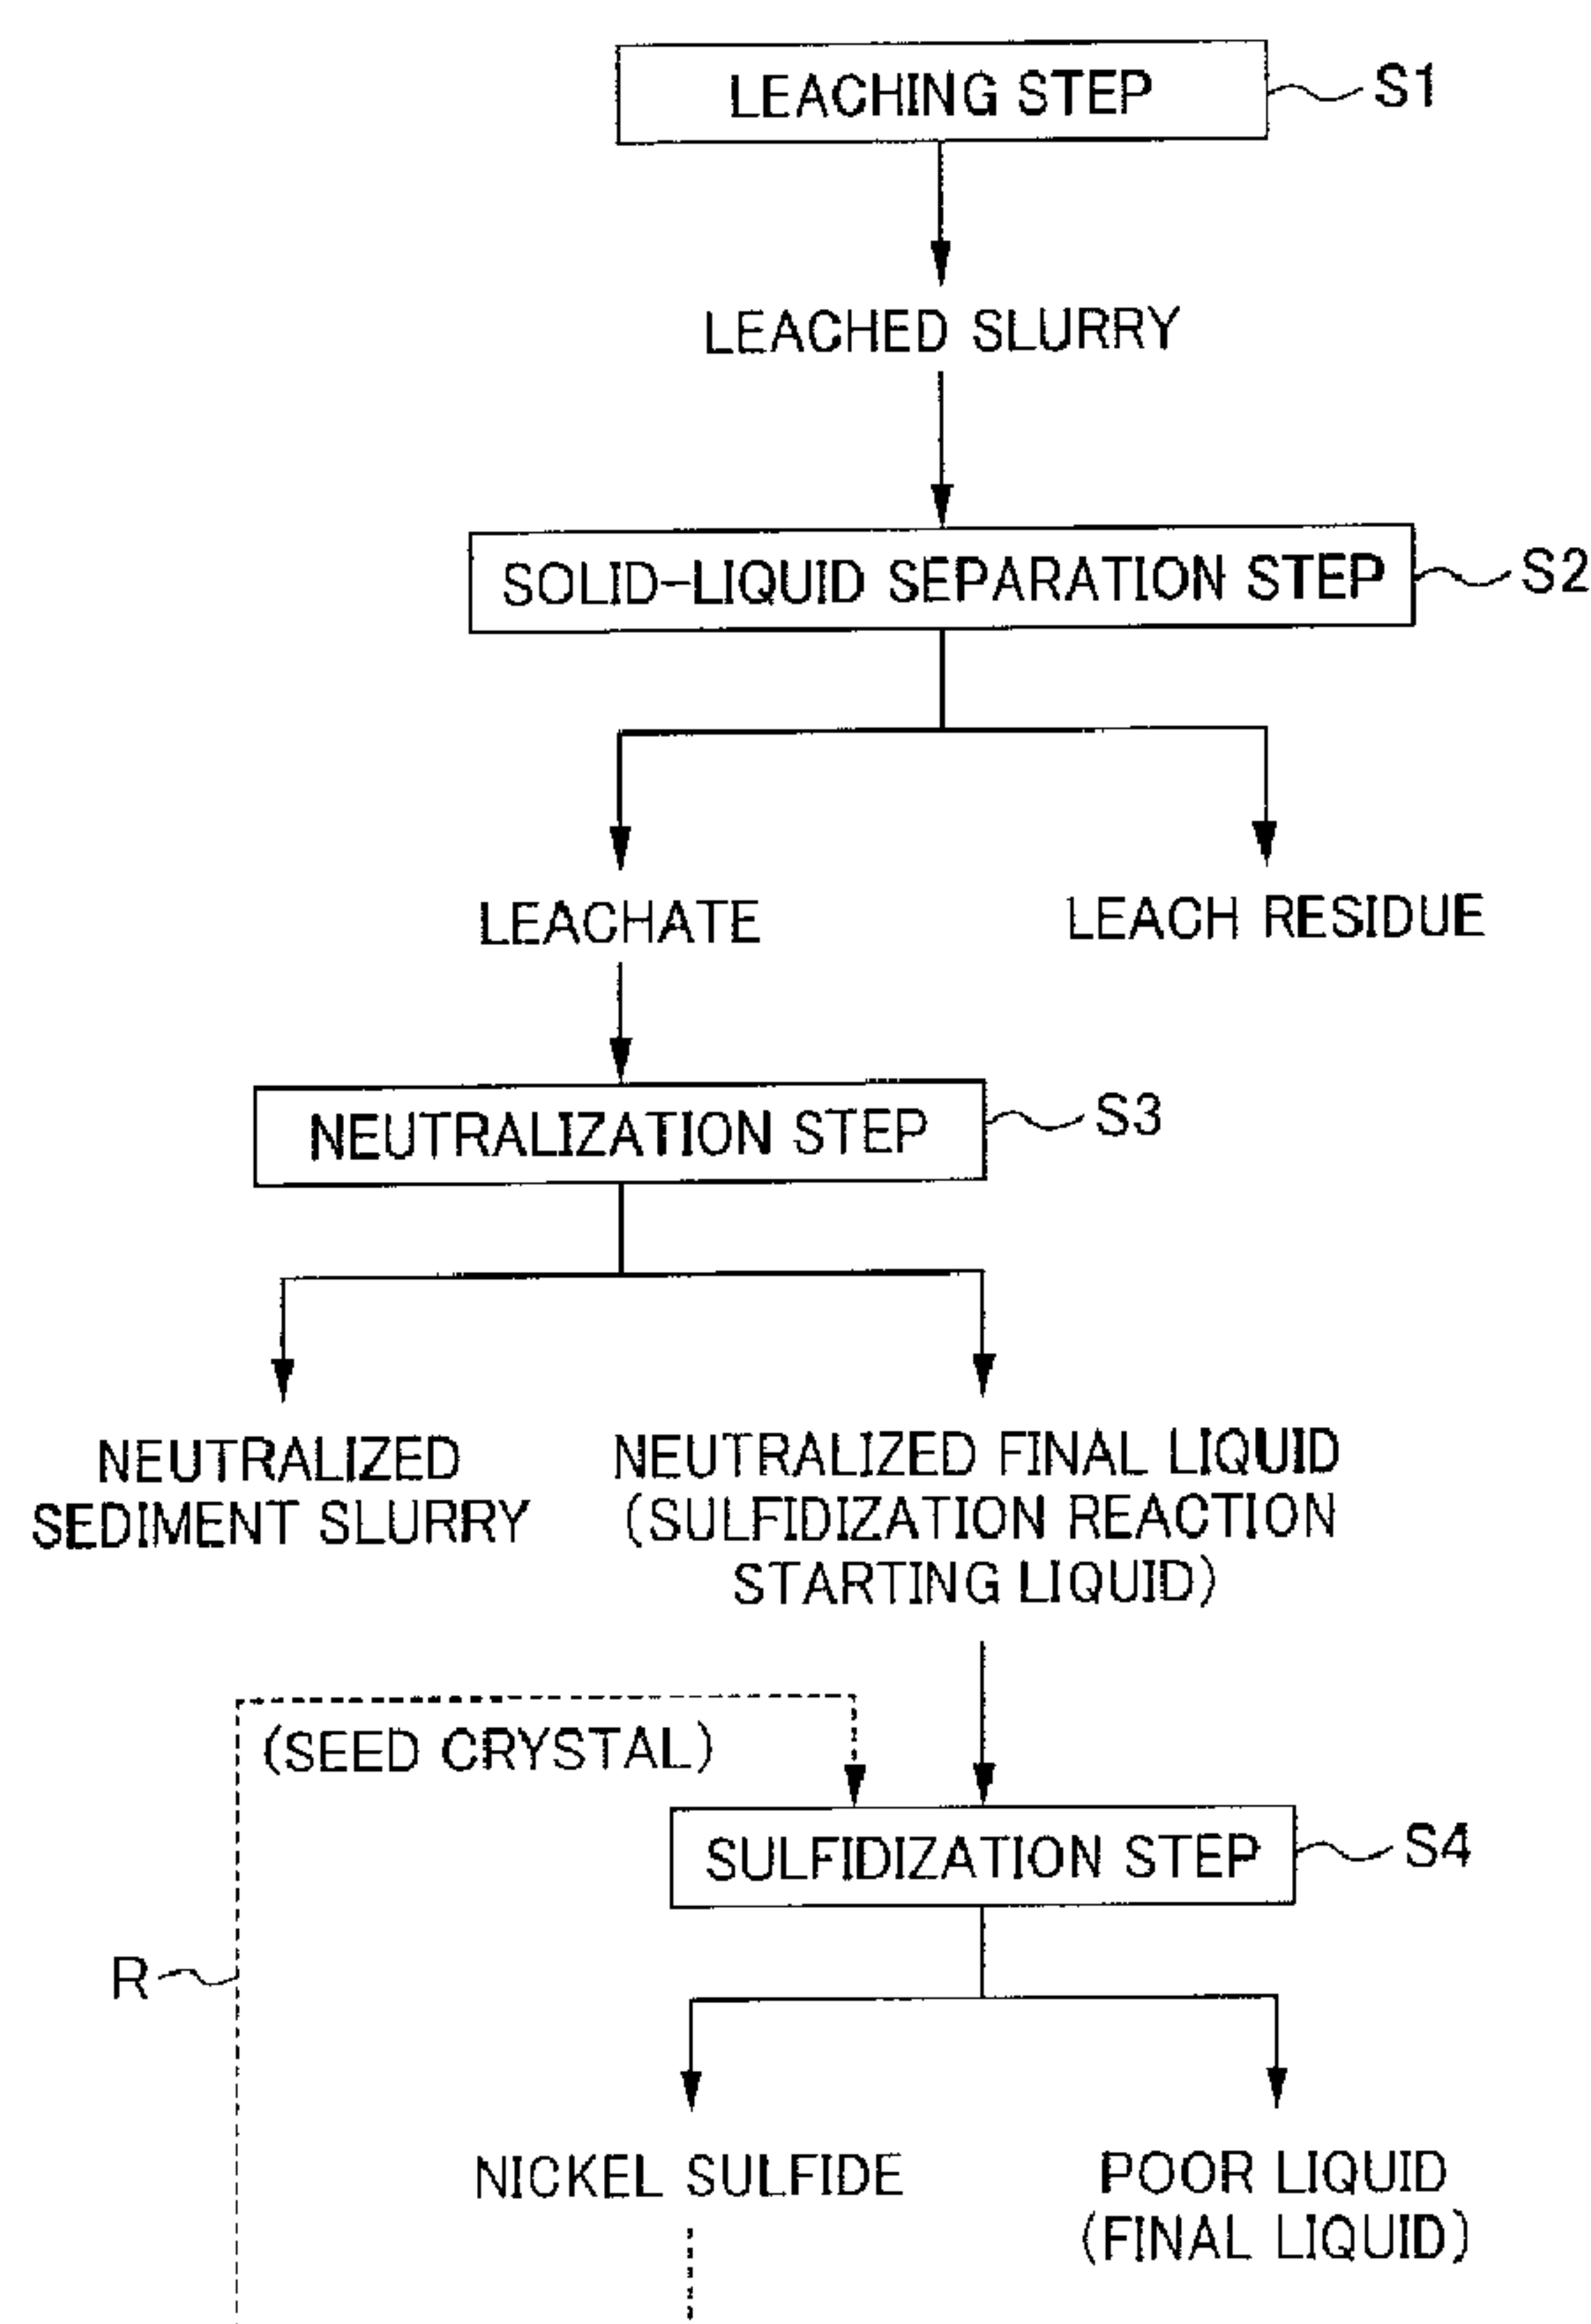 LEACHING STEP S1
LEACHED SLURRY
SOLID-LIQUID SEPARATION STEP S2
LEACHATE LEACH RESIDUE
NEUTRALIZATION STEP S3
NEUTRALIZED
SEDIMENT SLURRY
NEUTRALIZED FINAL LIQUID
(SULFIDIZATION REACTION
STARTING LIQUID)
(SEED CRYSTAL)
SULFIDIZATION STEP S4
R
NICKEL SULFIDE
POOR LIQUID
(FINAL LIQUID)